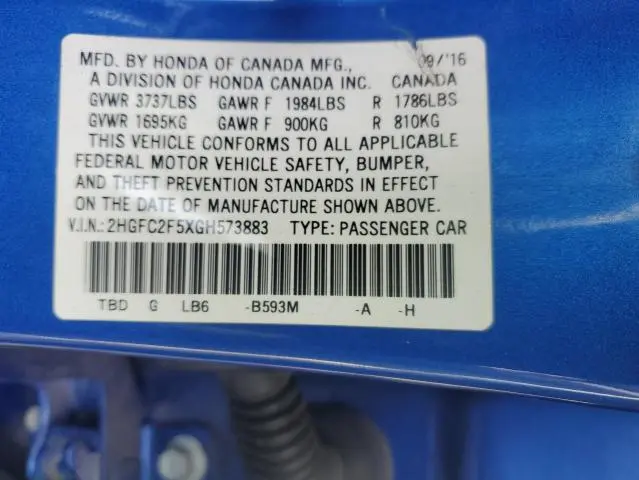 MFD. BY HONDA OF CANADA MFG., 09/'16
A DIVISION OF HONDA CANADA INC. CANADA
GVWR 3737LBS GAWR F 1984LBS R 1786LBS
GVWR 1695KG GAWR F 900KG R 810KG
THIS VEHICLE CONFORMS TO ALL APPLICABLE
FEDERAL MOTOR VEHICLE SAFETY, BUMPER,
AND THEFT PREVENTION STANDARDS IN EFFECT
ON THE DATE OF MANUFACTURE SHOWN ABOVE.
V.I.N.: 2HGFC2F5XGH573883 TYPE: PASSENGER CAR
TBD G LB6 -B593M -A -H